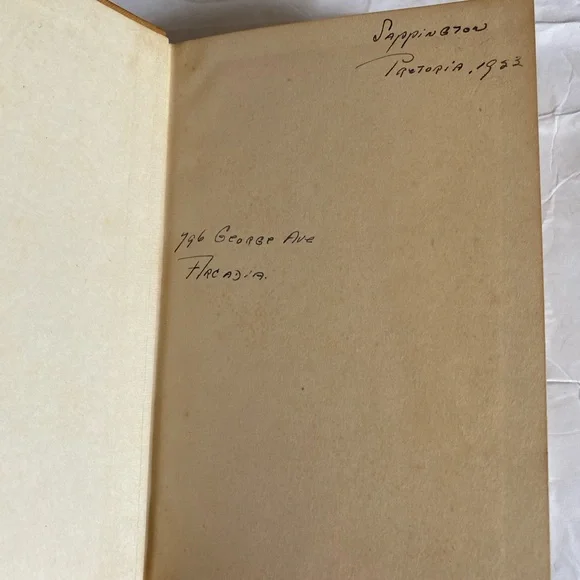 Sappington
Pretoria, 1953
796 George Ave
Arcadia.